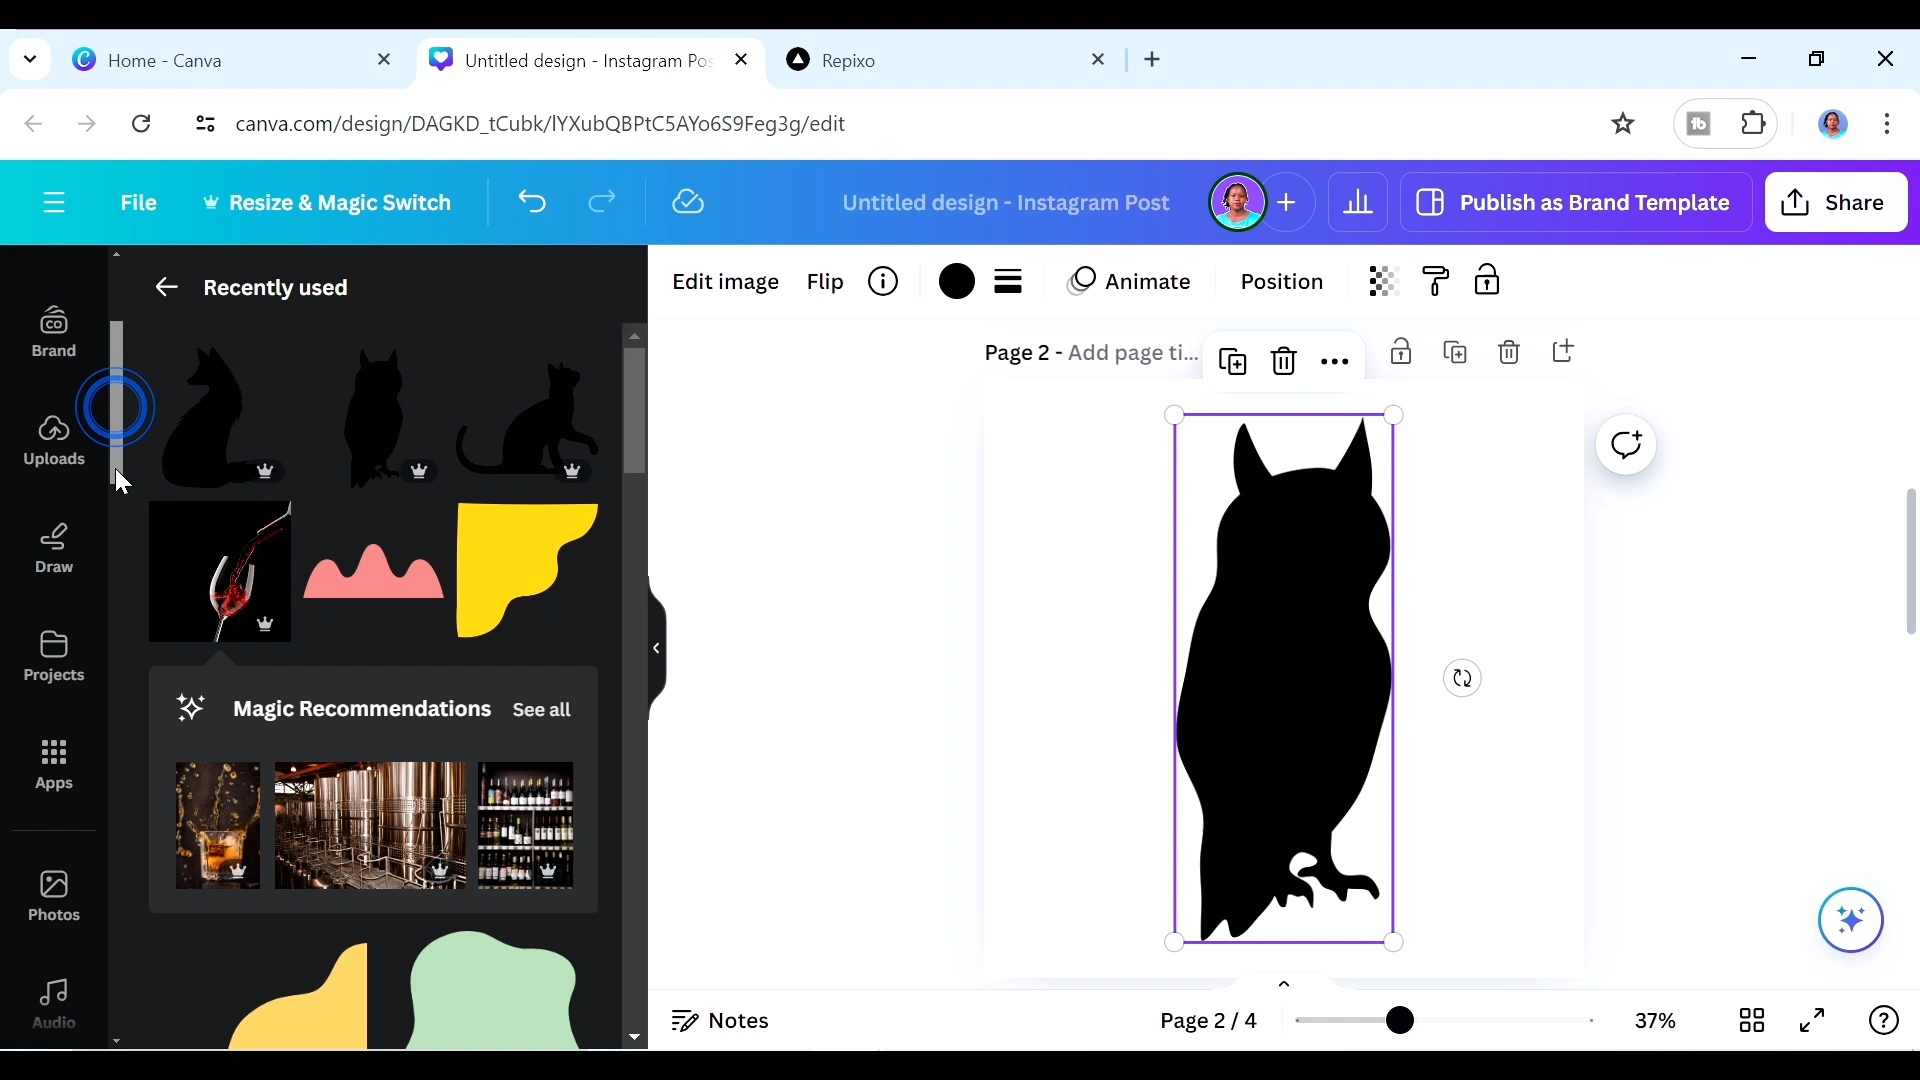 Home - Canva
Untitled design - Instagram Pos
Repixo
canva.com/design/DAGKD_tCubk/lYXubQBPtC5AYo6S9Feg3g/edit
File
Resize & Magic Switch
Untitled design - Instagram Post
Publish as Brand Template
Share
Brand
Uploads
Draw
Projects
Apps
Photos
Audio
Recently used
Magic Recommendations
See all
Edit image
Flip
Animate
Position
Page 2 - Add page ti...
Notes
Page 2 / 4
37%